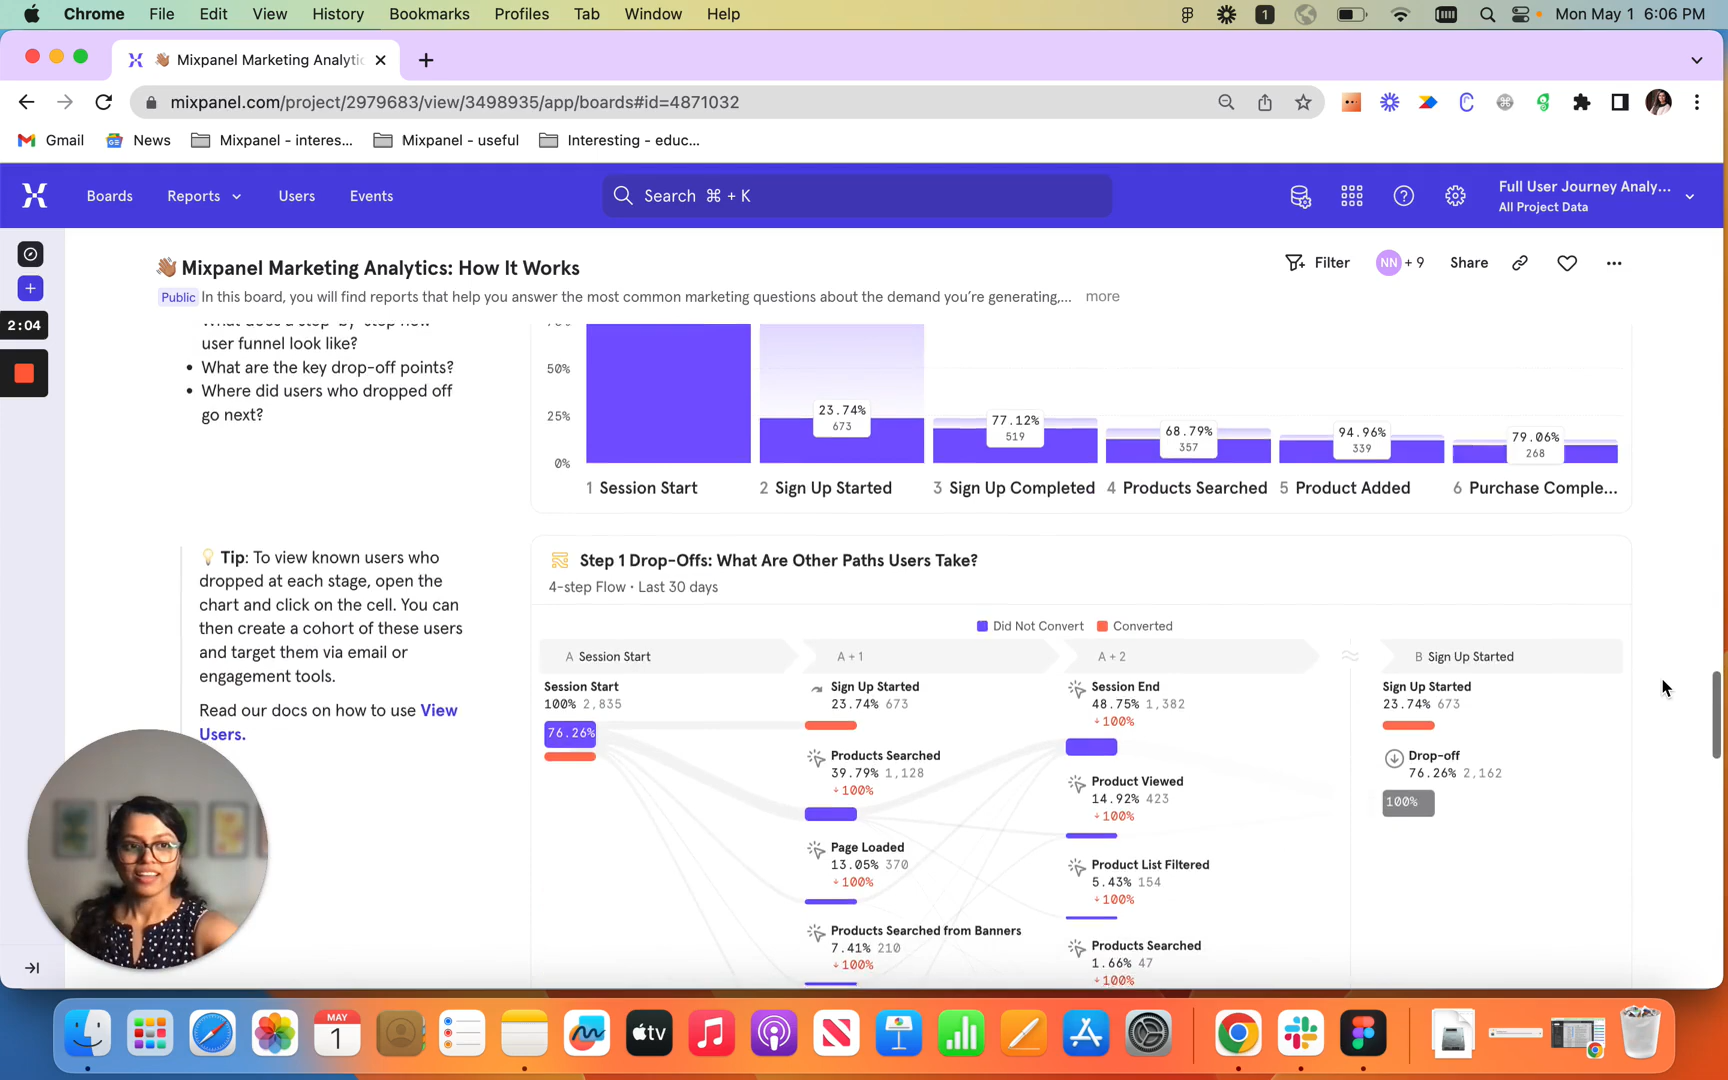 Chrome File Edit View History Bookmarks Profiles Tab Window Help
1
Mon May 1 6:06 PM
👋🏽 Mixpanel Marketing Analytic
mixpanel.com/project/2979683/view/3498935/app/boards#id=4871032
Gmail News Mixpanel - interes... Mixpanel - useful Interesting - educ...
Boards Reports Users Events
Search ⌘ + K
Full User Journey Analy...
All Project Data
👋🏽 Mixpanel Marketing Analytics: How It Works
Filter NN + 9 Share
Public In this board, you will find reports that help you answer the most common marketing questions about the demand you're generating,... more
2:04
user funnel look like?
• What are the key drop-off points?
• Where did users who dropped off
go next?
50%
25%
0%
23.74%
673
77.12%
519
68.79%
357
94.96%
339
79.06%
268
1 Session Start 2 Sign Up Started 3 Sign Up Completed 4 Products Searched 5 Product Added 6 Purchase Comple...
💡 Tip: To view known users who
dropped at each stage, open the
chart and click on the cell. You can
then create a cohort of these users
and target them via email or
engagement tools.
Read our docs on how to use View
Users.
Step 1 Drop-Offs: What Are Other Paths Users Take?
4-step Flow · Last 30 days
Did Not Convert Converted
A Session Start A + 1 A + 2 B Sign Up Started
Session Start
100% 2,835
76.26%
Sign Up Started
23.74% 673
Products Searched
39.79% 1,128
↓100%
Page Loaded
13.05% 370
↓100%
Products Searched from Banners
7.41% 210
↓100%
Session End
48.75% 1,382
↓100%
Product Viewed
14.92% 423
↓100%
Product List Filtered
5.43% 154
↓100%
Products Searched
1.66% 47
↓100%
Sign Up Started
23.74% 673
Drop-off
76.26% 2,162
100%
MAY
1
tv